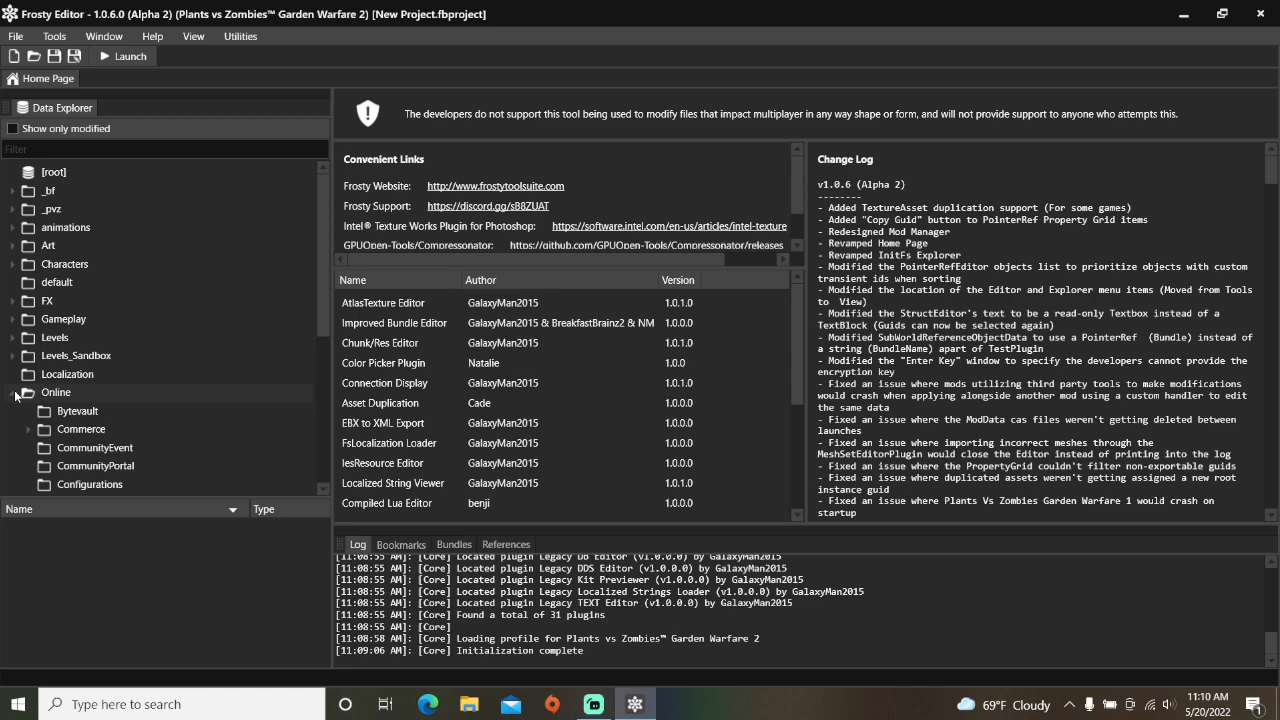 Frosty Editor - 1.0.6.0 (Alpha 2) (Plants vs Zombies™ Garden Warfare 2) [New Project.fbproject]
File Tools Window Help View Utilities
Launch
Home Page
Data Explorer
Show only modified
Filter
[root]
_bf
_pvz
animations
Art
Characters
default
FX
Gameplay
Levels
Levels_Sandbox
Localization
Online
Bytevault
Commerce
CommunityEvent
CommunityPortal
Configurations
Name Type
The developers do not support this tool being used to modify files that impact multiplayer in any way shape or form, and will not provide support to anyone who attempts this.
Convenient Links
Frosty Website: http://www.frostytoolsuite.com
Frosty Support: https://discord.gg/sB8ZUAT
Intel® Texture Works Plugin for Photoshop: https://software.intel.com/en-us/articles/intel-texture
GPUOpen-Tools/Compressonator: https://github.com/GPUOpen-Tools/Compressonator/releases
Name Author Version
AtlasTexture Editor GalaxyMan2015 1.0.1.0
Improved Bundle Editor GalaxyMan2015 & BreakfastBrainz2 & NM 1.0.0.0
Chunk/Res Editor GalaxyMan2015 1.0.1.0
Color Picker Plugin Natalie 1.0.0
Connection Display GalaxyMan2015 1.0.1.0
Asset Duplication Cade 1.0.0.0
EBX to XML Export GalaxyMan2015 1.0.0.0
FsLocalization Loader GalaxyMan2015 1.0.0.0
IesResource Editor GalaxyMan2015 1.0.0.0
Localized String Viewer GalaxyMan2015 1.0.1.0
Compiled Lua Editor benji 1.0.0.0
Change Log
v1.0.6 (Alpha 2)
--------
- Added TextureAsset duplication support (For some games)
- Added "Copy Guid" button to PointerRef Property Grid items
- Redesigned Mod Manager
- Revamped Home Page
- Revamped InitFs Explorer
- Modified the PointerRefEditor objects list to prioritize objects with custom
transient ids when sorting
- Modified the location of the Editor and Explorer menu items (Moved from Tools
to View)
- Modified the StructEditor's text to be a read-only Textbox instead of a
TextBlock (Guids can now be selected again)
- Modified SubWorldReferenceObjectData to use a PointerRef (Bundle) instead of
a string (BundleName) apart of TestPlugin
- Modified the "Enter Key" window to specify the developers cannot provide the
encryption key
- Fixed an issue where mods utilizing third party tools to make modifications
would crash when applying alongside another mod using a custom handler to edit
the same data
- Fixed an issue where the ModData cas files weren't getting deleted between
launches
- Fixed an issue where importing incorrect meshes through the
MeshSetEditorPlugin would close the Editor instead of printing into the log
- Fixed an issue where the PropertyGrid couldn't filter non-exportable guids
- Fixed an issue where duplicated assets weren't getting assigned a new root
instance guid
- Fixed an issue where Plants Vs Zombies Garden Warfare 1 would crash on
startup
Log Bookmarks Bundles References
[11:08:55 AM]: [Core] Located plugin Legacy Db Editor (v1.0.0.0) by GalaxyMan2015
[11:08:55 AM]: [Core] Located plugin Legacy DDS Editor (v1.0.0.0) by GalaxyMan2015
[11:08:55 AM]: [Core] Located plugin Legacy Kit Previewer (v1.0.0.0) by GalaxyMan2015
[11:08:55 AM]: [Core] Located plugin Legacy Localized Strings Loader (v1.0.0.0) by GalaxyMan2015
[11:08:55 AM]: [Core] Located plugin Legacy TEXT Editor (v1.0.0.0) by GalaxyMan2015
[11:08:55 AM]: [Core] Found a total of 31 plugins
[11:08:55 AM]: [Core]
[11:08:58 AM]: [Core] Loading profile for Plants vs Zombies™ Garden Warfare 2
[11:09:06 AM]: [Core] Initialization complete
Type here to search
69°F Cloudy
11:10 AM
5/20/2022
1